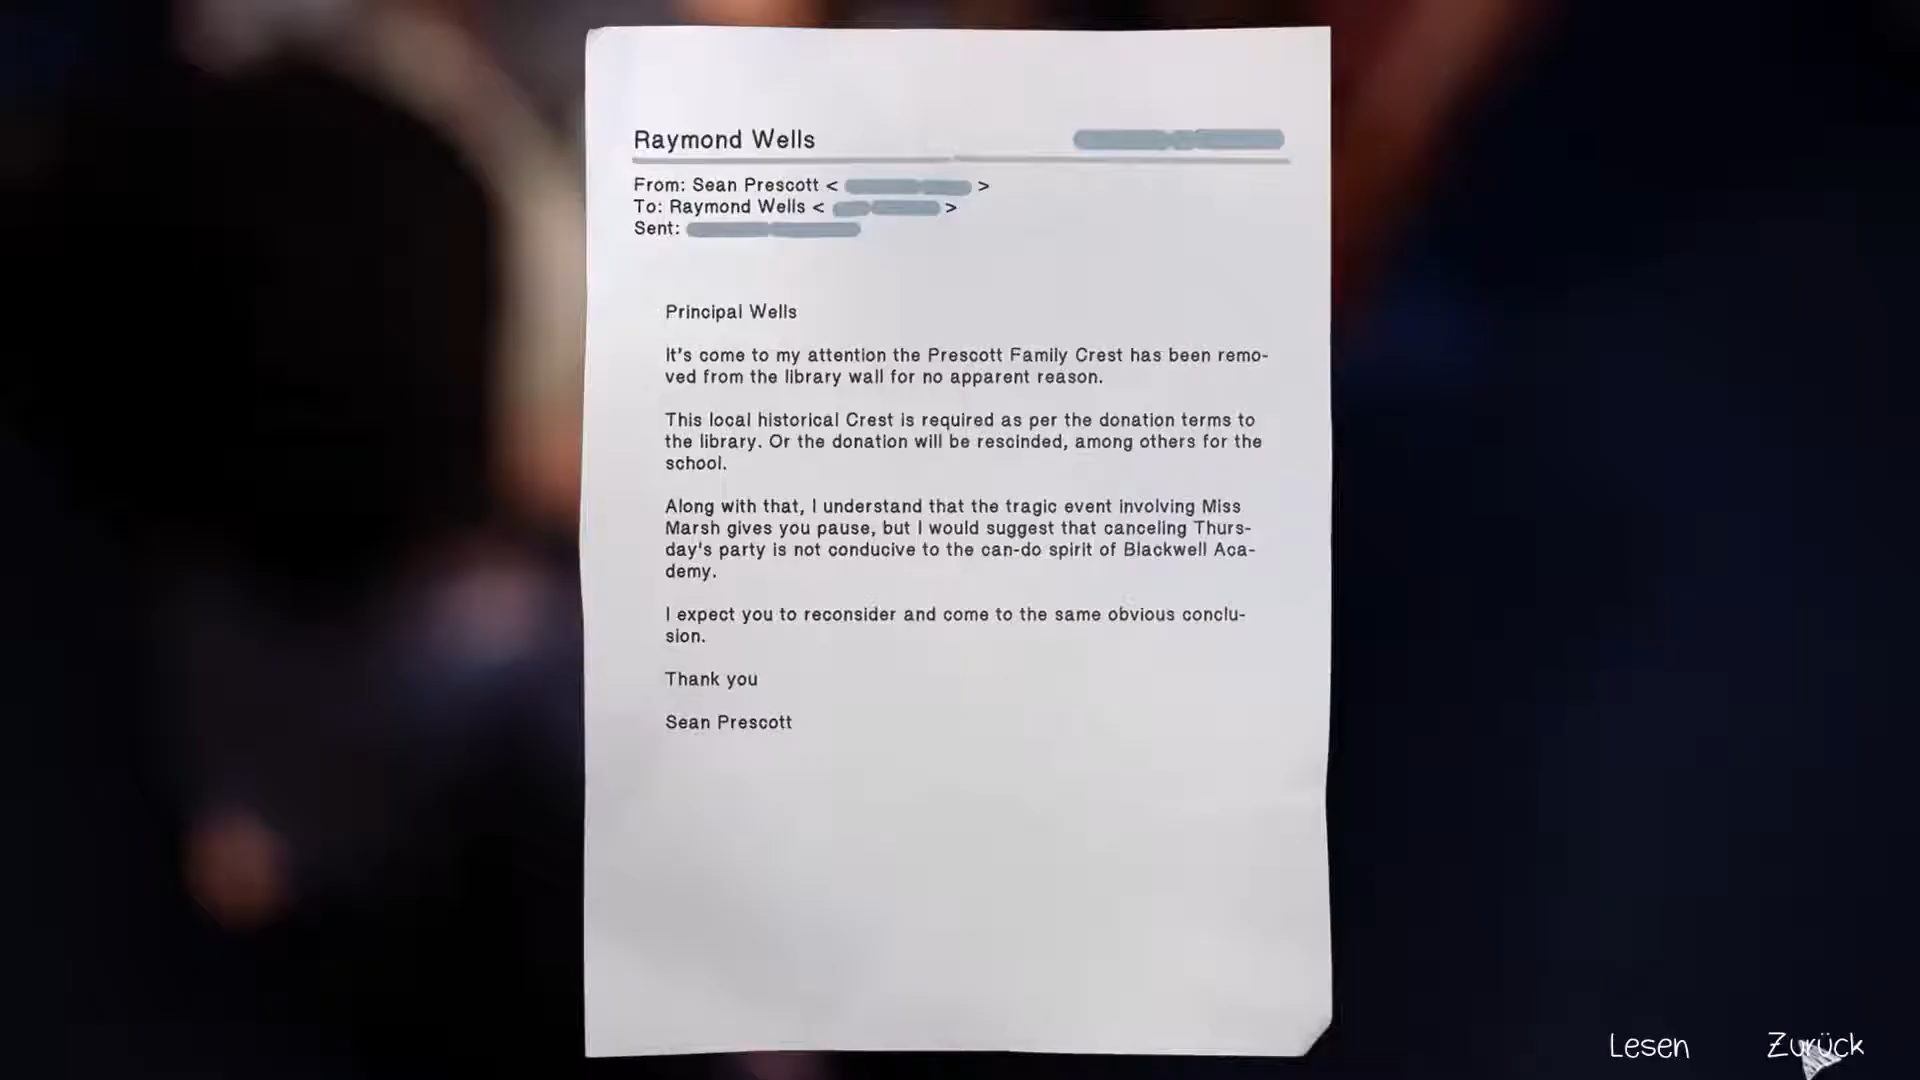 Raymond Wells
From: Sean Prescott < >
To: Raymond Wells < >
Sent:
Principal Wells
It's come to my attention the Prescott Family Crest has been remo-
ved from the library wall for no apparent reason.
This local historical Crest is required as per the donation terms to
the library. Or the donation will be rescinded, among others for the
school.
Along with that, I understand that the tragic event involving Miss
Marsh gives you pause, but I would suggest that canceling Thurs-
day's party is not conducive to the can-do spirit of Blackwell Aca-
demy.
I expect you to reconsider and come to the same obvious conclu-
sion.
Thank you
Sean Prescott
Lesen Zurück